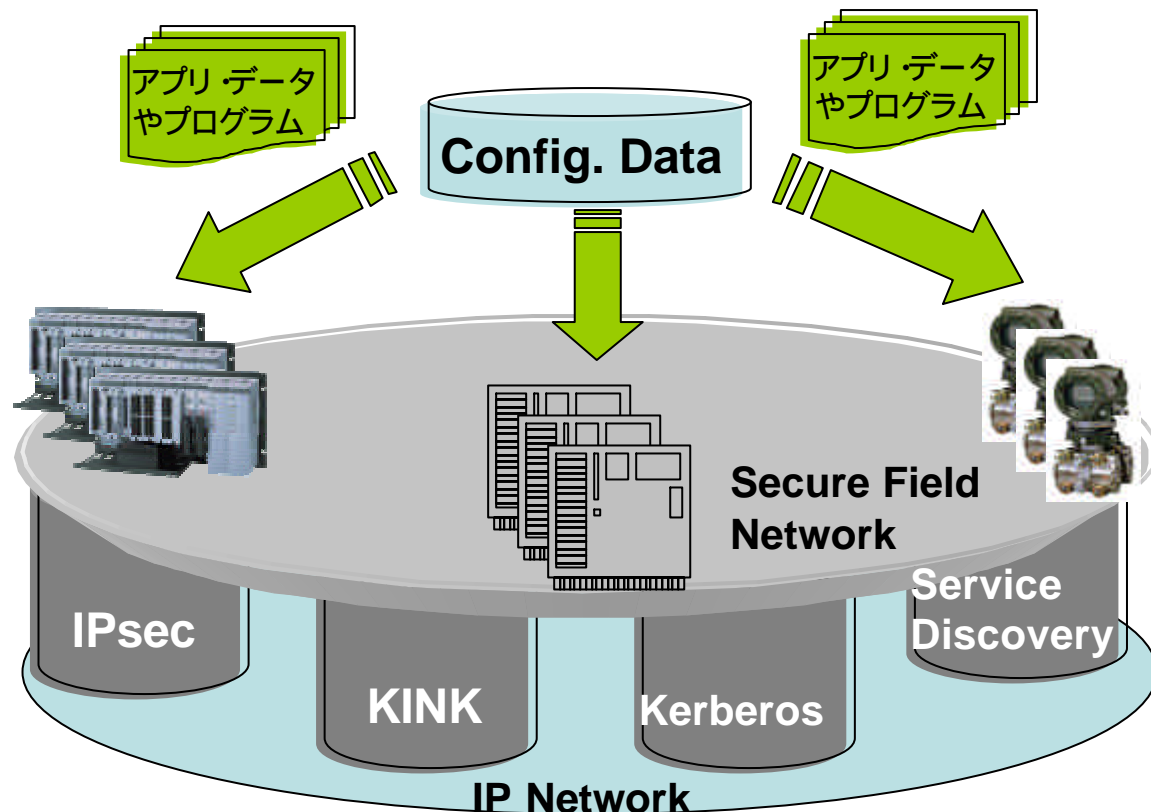 アプリ・データ
やプログラム
アプリ・データ
やプログラム
Config. Data
Secure Field
Network
IPsec
KINK
Kerberos
Service
Discovery
IP Network